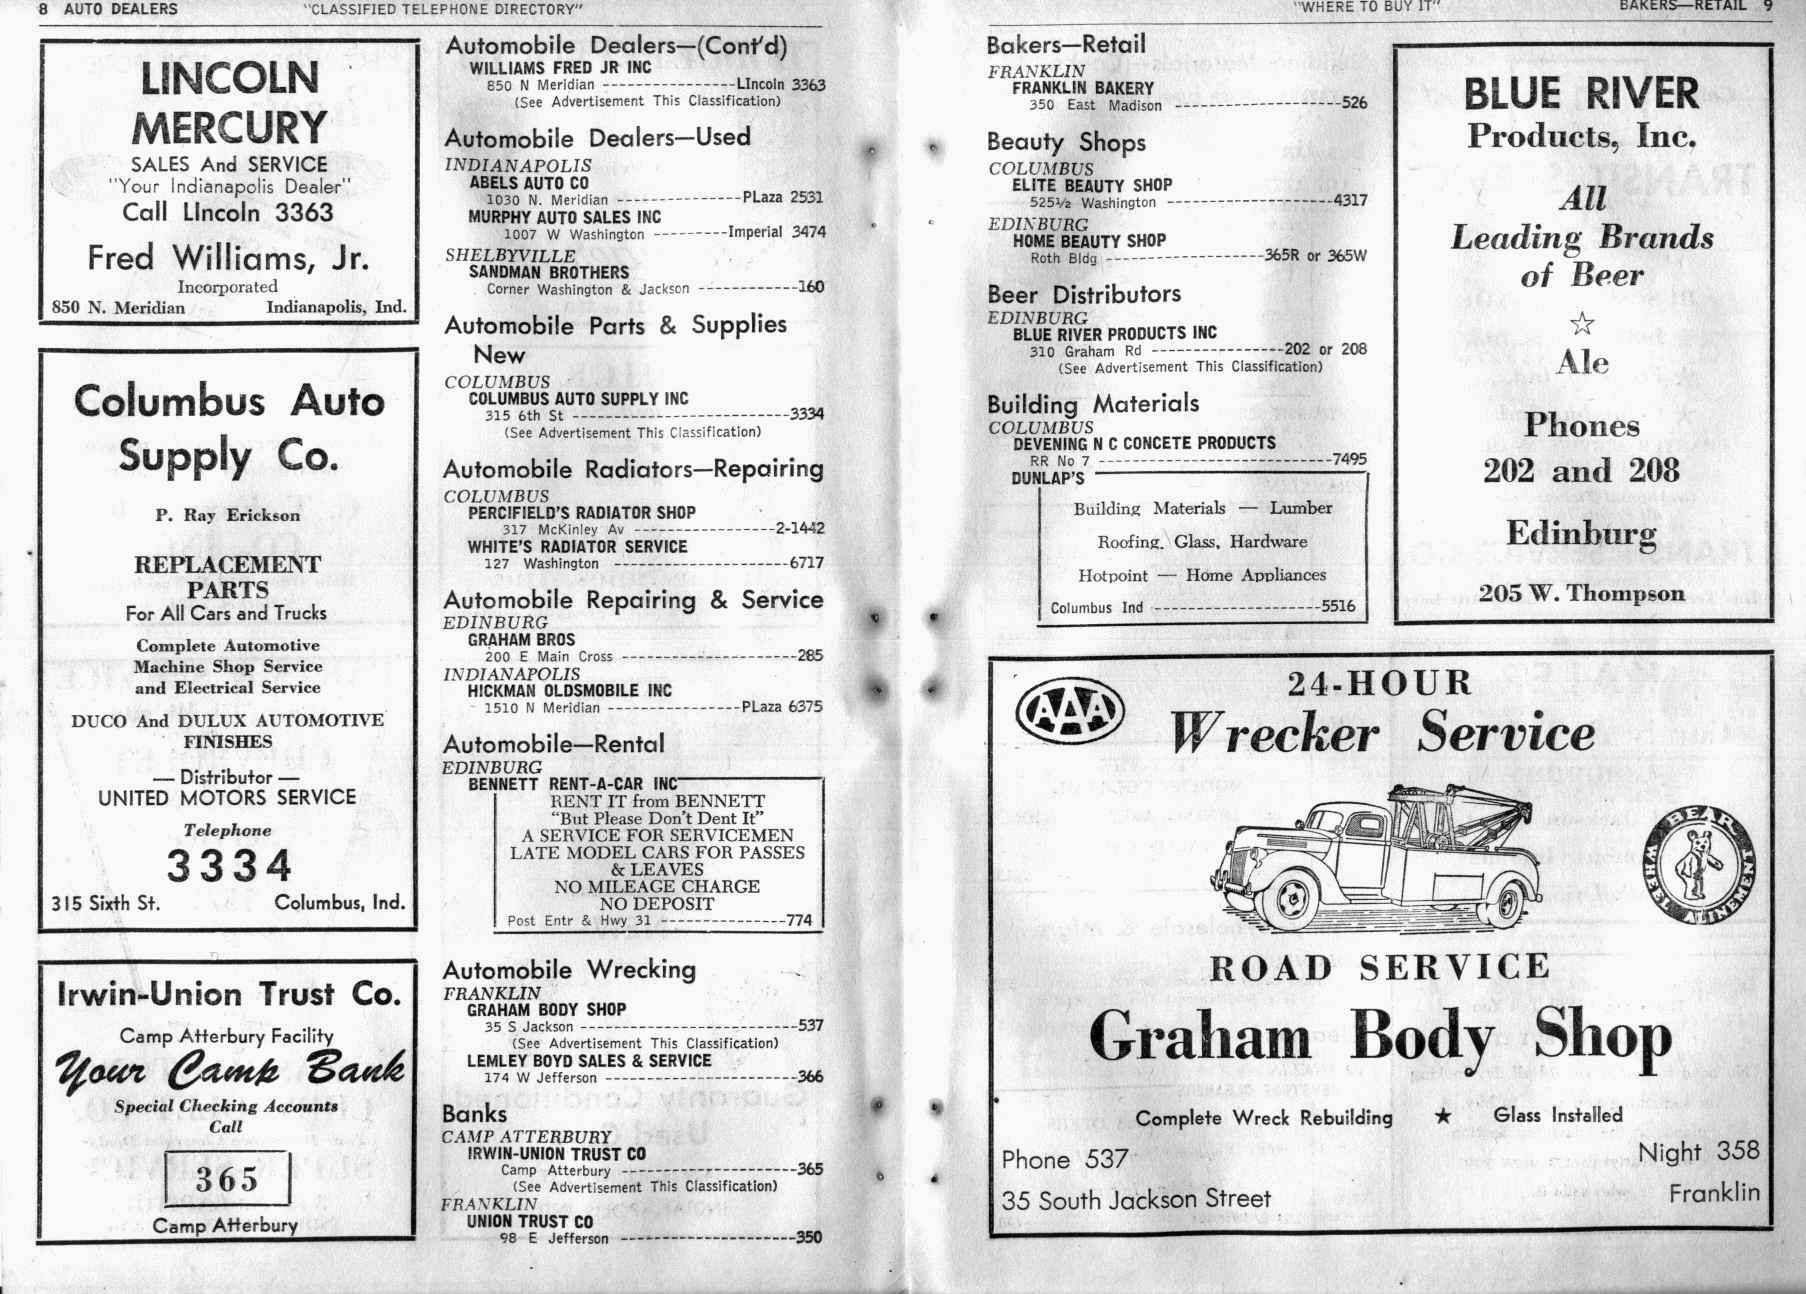 8 AUTO DEALERS
"CLASSIFIED TELEPHONE DIRECTORY"
LINCOLN
MERCURY
SALES And SERVICE
"Your Indianapolis Dealer"
Call LIncoln 3363
Fred Williams, Jr.
Incorporated
850 N. Meridian Indianapolis, Ind.
Columbus Auto
Supply Co.
P. Ray Erickson
REPLACEMENT
PARTS
For All Cars and Trucks
Complete Automotive
Machine Shop Service
and Electrical Service
DUCO And DULUX AUTOMOTIVE
FINISHES
— Distributor —
UNITED MOTORS SERVICE
Telephone
3334
315 Sixth St. Columbus, Ind.
Irwin-Union Trust Co.
Camp Atterbury Facility
Your Camp Bank
Special Checking Accounts
Call
365
Camp Atterbury
Automobile Dealers—(Cont'd)
WILLIAMS FRED JR INC
850 N Meridian ----------------LIncoln 3363
(See Advertisement This Classification)
Automobile Dealers—Used
INDIANAPOLIS
ABELS AUTO CO
1030 N. Meridian ---------------PLaza 2531
MURPHY AUTO SALES INC
1007 W Washington ---------Imperial 3474
SHELBYVILLE
SANDMAN BROTHERS
Corner Washington & Jackson ------------160
Automobile Parts & Supplies
New
COLUMBUS
COLUMBUS AUTO SUPPLY INC
315 6th St --------------------------3334
(See Advertisement This Classification)
Automobile Radiators—Repairing
COLUMBUS
PERCIFIELD'S RADIATOR SHOP
317 McKinley Av -----------------2-1442
WHITE'S RADIATOR SERVICE
127 Washington ---------------------6717
Automobile Repairing & Service
EDINBURG
GRAHAM BROS
200 E Main Cross ---------------------285
INDIANAPOLIS
HICKMAN OLDSMOBILE INC
1510 N Meridian ----------------PLaza 6375
Automobile—Rental
EDINBURG
BENNETT RENT-A-CAR INC
RENT IT from BENNETT
"But Please Don't Dent It"
A SERVICE FOR SERVICEMEN
LATE MODEL CARS FOR PASSES
& LEAVES
NO MILEAGE CHARGE
NO DEPOSIT
Post Entr & Hwy 31 ---------------774
Automobile Wrecking
FRANKLIN
GRAHAM BODY SHOP
35 S Jackson --------------------------537
(See Advertisement This Classification)
LEMLEY BOYD SALES & SERVICE
174 W Jefferson -----------------------366
Banks
CAMP ATTERBURY
IRWIN-UNION TRUST CO
Camp Atterbury ---------------------365
(See Advertisement This Classification)
FRANKLIN
UNION TRUST CO
98 E Jefferson ---------------------350
"WHERE TO BUY IT"
BAKERS—RETAIL 9
Bakers—Retail
FRANKLIN
FRANKLIN BAKERY
350 East Madison --------------------526
Beauty Shops
COLUMBUS
ELITE BEAUTY SHOP
525½ Washington --------------------4317
EDINBURG
HOME BEAUTY SHOP
Roth Bldg -------------------365R or 365W
Beer Distributors
EDINBURG
BLUE RIVER PRODUCTS INC
310 Graham Rd ----------------202 or 208
(See Advertisement This Classification)
Building Materials
COLUMBUS
DEVENING N C CONCETE PRODUCTS
RR No 7 ----------------------------7495
DUNLAP'S
Building Materials — Lumber
Roofing. Glass, Hardware
Hotpoint — Home Appliances
Columbus Ind --------------------5516
BLUE RIVER
Products, Inc.
All
Leading Brands
of Beer
☆
Ale
Phones
202 and 208
Edinburg
205 W. Thompson
AAA
24-HOUR
Wrecker Service
BEAR
WHEEL ALINEMENT
ROAD SERVICE
Graham Body Shop
Complete Wreck Rebuilding ★ Glass Installed
Phone 537 Night 358
35 South Jackson Street Franklin